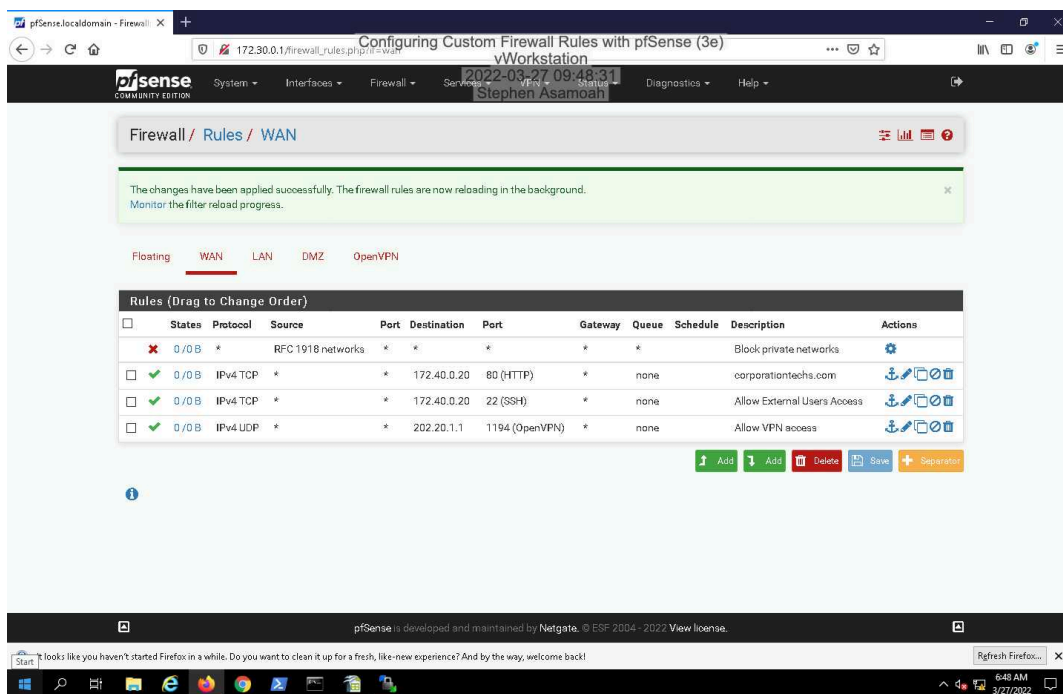 pfSense.localdomain - Firewall
172.30.0.1/firewall_rules.php?if=wan
Configuring Custom Firewall Rules with pfSense (3e)
vWorkstation
2022-03-27 09:48:31
Stephen Asamoah
pfsense
COMMUNITY EDITION
System Interfaces Firewall Services VPN Status Diagnostics Help
Firewall / Rules / WAN
The changes have been applied successfully. The firewall rules are now reloading in the background.
Monitor the filter reload progress.
Floating WAN LAN DMZ OpenVPN
Rules (Drag to Change Order)
States Protocol Source Port Destination Port Gateway Queue Schedule Description Actions
0/0 B * RFC 1918 networks * * * * * Block private networks
0/0 B IPv4 TCP * * 172.40.0.20 80 (HTTP) * none corporationtechs.com
0/0 B IPv4 TCP * * 172.40.0.20 22 (SSH) * none Allow External Users Access
0/0 B IPv4 UDP * * 202.20.1.1 1194 (OpenVPN) * none Allow VPN access
Add Add Delete Save Separator
pfSense is developed and maintained by Netgate. © ESF 2004 - 2022 View license.
Start
t looks like you haven't started Firefox in a while. Do you want to clean it up for a fresh, like-new experience? And by the way, welcome back!
Refresh Firefox...
6:48 AM
3/27/2022